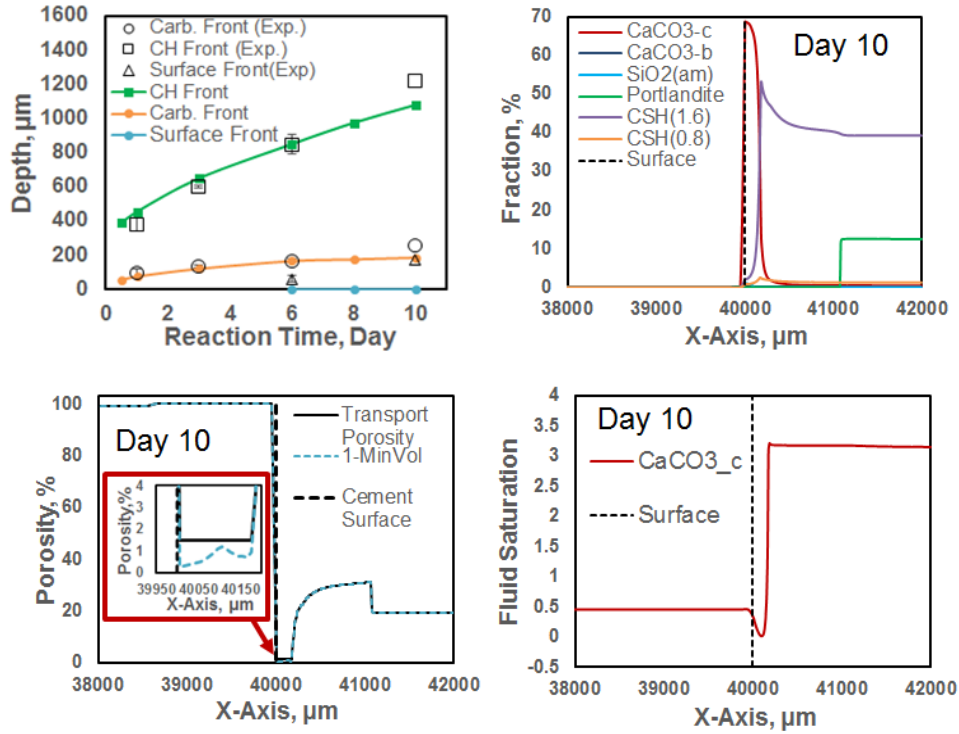 1600
1400
1200
1000
800
600
400
200
0
Depth, µm
Carb. Front (Exp.)
CH Front (Exp.)
Surface Front(Exp)
CH Front
Carb. Front
Surface Front
0 2 4 6 8 10
Reaction Time, Day
70
60
50
40
30
20
10
0
Fraction, %
CaCO3-c
CaCO3-b
SiO2(am)
Portlandite
CSH(1.6)
CSH(0.8)
Surface
Day 10
38000 39000 40000 41000 42000
X-Axis, µm
100
80
60
40
20
0
Porosity, %
Day 10
Transport
Porosity
1-MinVol
Cement
Surface
4
3
2
1
0
Porosity,%
39950 40050 40150
X-Axis, µm
38000 39000 40000 41000 42000
X-Axis, µm
4
3.5
3
2.5
2
1.5
1
0.5
0
-0.5
Fluid Saturation
Day 10
CaCO3_c
Surface
38000 39000 40000 41000 42000
X-Axis, µm